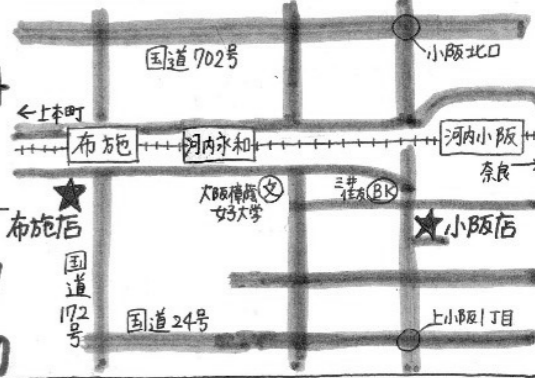 国道702号
小阪北口
←上本町
布施
河内永和
河内小阪
奈良→
大阪樟蔭
女子大学
文
三井
住友
BK
布施店
小阪店
国道172号
国道24号
上小阪1丁目